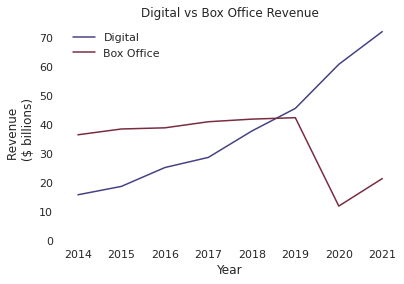 Digital vs Box Office Revenue
Digital
Box Office
Revenue
($ billions)
70
60
50
40
30
20
10
0
2014 2015 2016 2017 2018 2019 2020 2021
Year